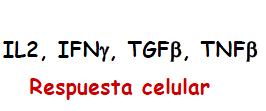 IL2, IFNγ, TGFβ, TNFβ
Respuesta celular